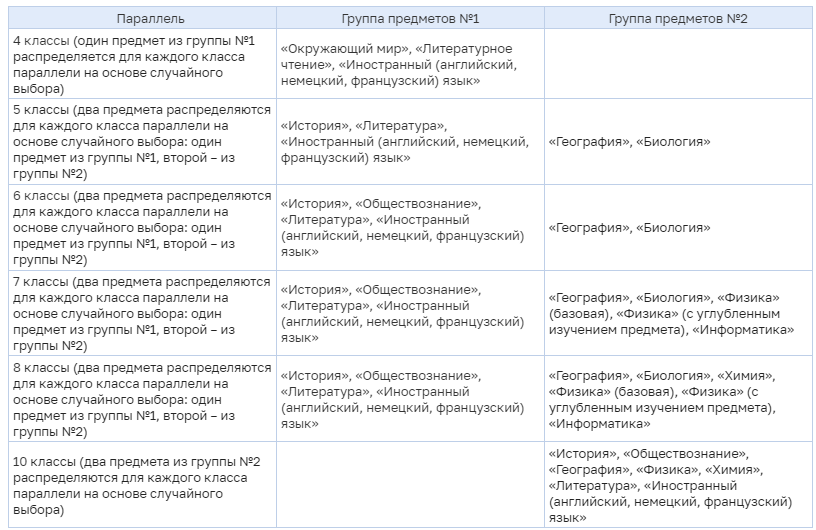 Параллель
Группа предметов №1
Группа предметов №2
4 классы (один предмет из группы №1
распределяется для каждого класса
параллели на основе случайного
выбора)
«Окружающий мир», «Литературное
чтение», «Иностранный (английский,
немецкий, французский) язык»
5 классы (два предмета распределяются
для каждого класса параллели на
основе случайного выбора: один
предмет из группы №1, второй – из
группы №2)
«История», «Литература»,
«Иностранный (английский, немецкий,
французский) язык»
«География», «Биология»
6 классы (два предмета распределяются
для каждого класса параллели на
основе случайного выбора: один
предмет из группы №1, второй – из
группы №2)
«История», «Обществознание»,
«Литература», «Иностранный
(английский, немецкий, французский)
язык»
«География», «Биология»
7 классы (два предмета распределяются
для каждого класса параллели на
основе случайного выбора: один
предмет из группы №1, второй – из
группы №2)
«История», «Обществознание»,
«Литература», «Иностранный
(английский, немецкий, французский)
язык»
«География», «Биология», «Физика»
(базовая), «Физика» (с углубленным
изучением предмета), «Информатика»
8 классы (два предмета распределяются
для каждого класса параллели на
основе случайного выбора: один
предмет из группы №1, второй – из
группы №2)
«История», «Обществознание»,
«Литература», «Иностранный
(английский, немецкий, французский)
язык»
«География», «Биология», «Химия»,
«Физика» (базовая), «Физика» (с
углубленным изучением предмета),
«Информатика»
10 классы (два предмета из группы №2
распределяются для каждого класса
параллели на основе случайного
выбора)
«История», «Обществознание»,
«География», «Физика», «Химия»,
«Литература», «Иностранный
(английский, немецкий, французский)
язык»